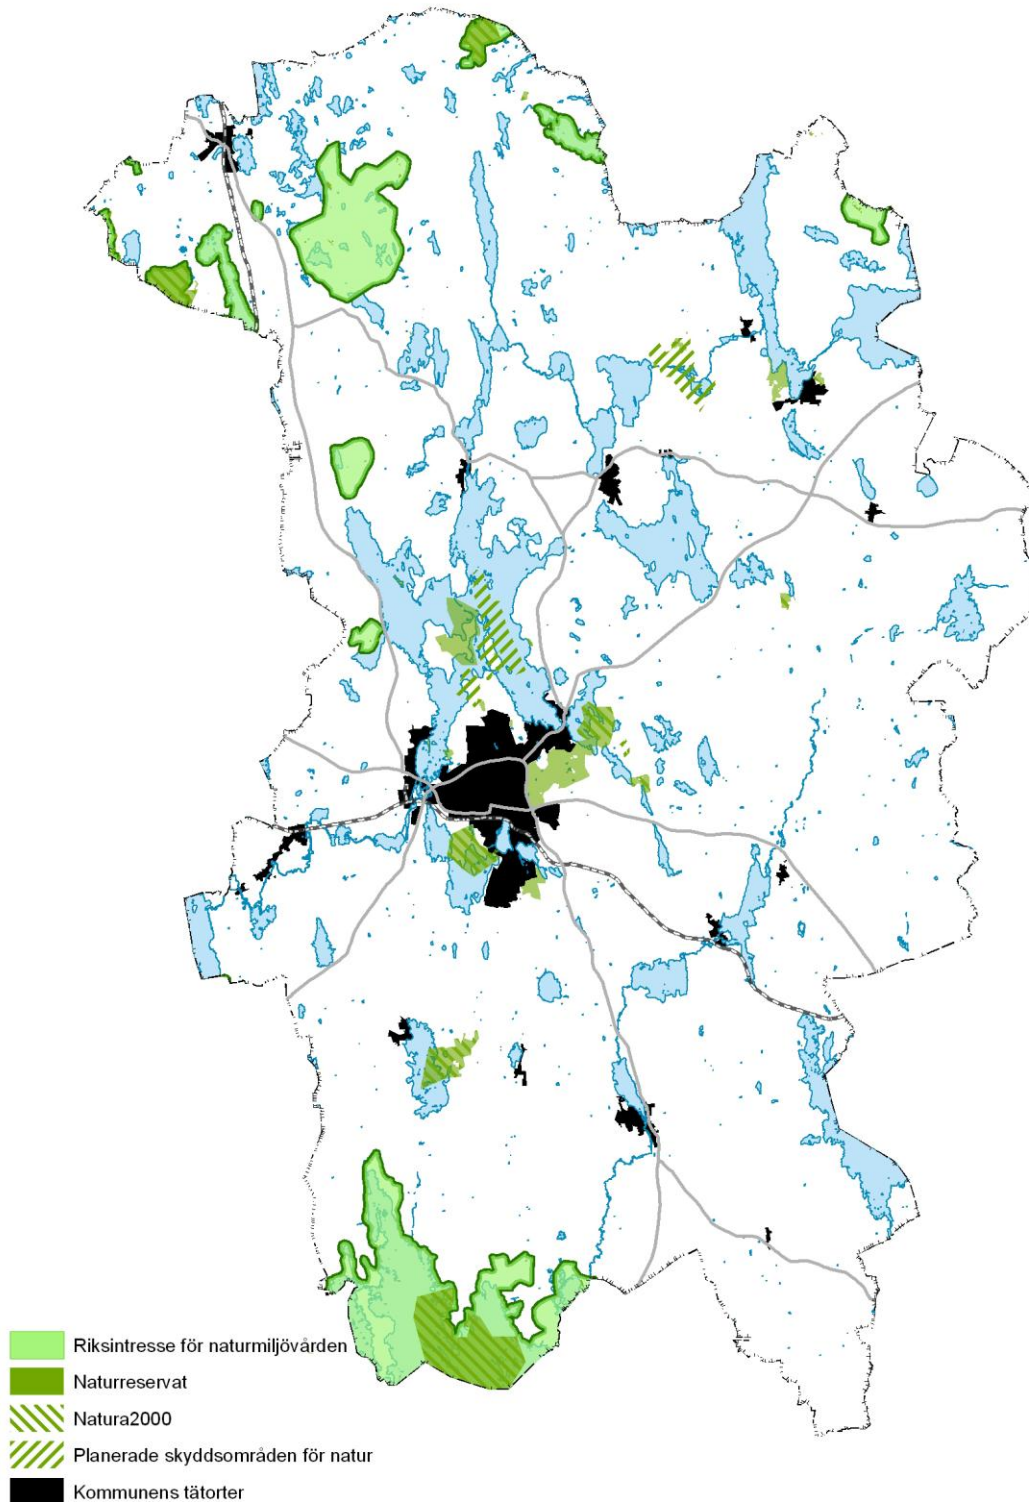 Riksintresse för naturmiljövården
Naturreservat
Natura2000
Planerade skyddsområden för natur
Kommunens tätorter